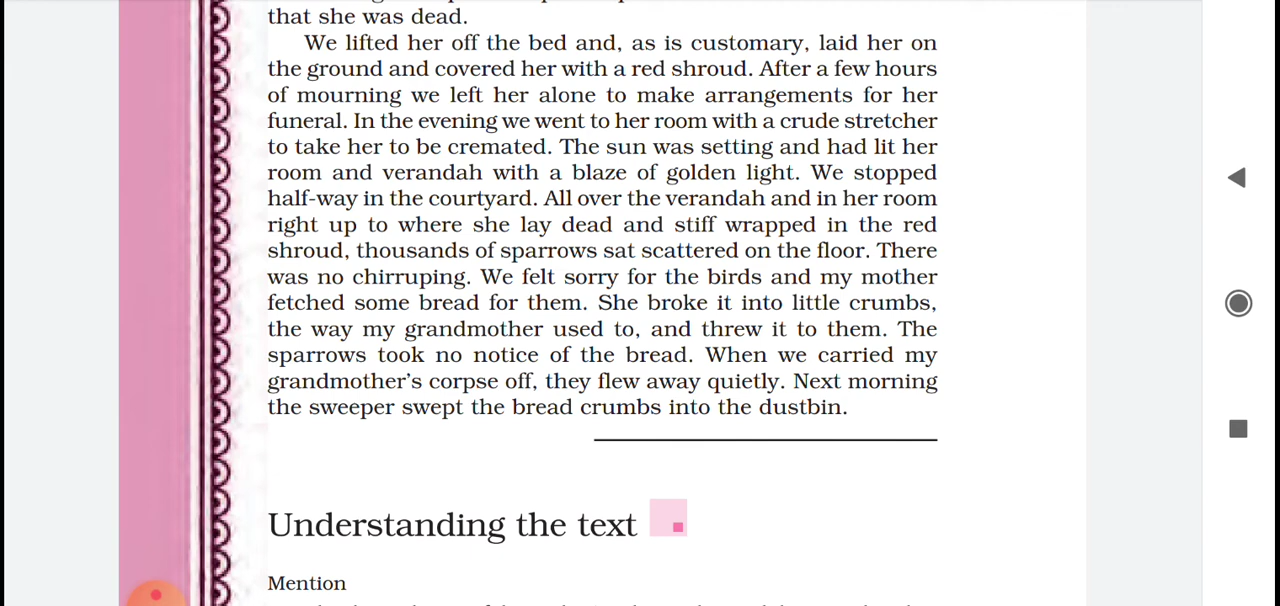 that she was dead.
We lifted her off the bed and, as is customary, laid her on
the ground and covered her with a red shroud. After a few hours
of mourning we left her alone to make arrangements for her
funeral. In the evening we went to her room with a crude stretcher
to take her to be cremated. The sun was setting and had lit her
room and verandah with a blaze of golden light. We stopped
half-way in the courtyard. All over the verandah and in her room
right up to where she lay dead and stiff wrapped in the red
shroud, thousands of sparrows sat scattered on the floor. There
was no chirruping. We felt sorry for the birds and my mother
fetched some bread for them. She broke it into little crumbs,
the way my grandmother used to, and threw it to them. The
sparrows took no notice of the bread. When we carried my
grandmother's corpse off, they flew away quietly. Next morning
the sweeper swept the bread crumbs into the dustbin.
Understanding the text
Mention